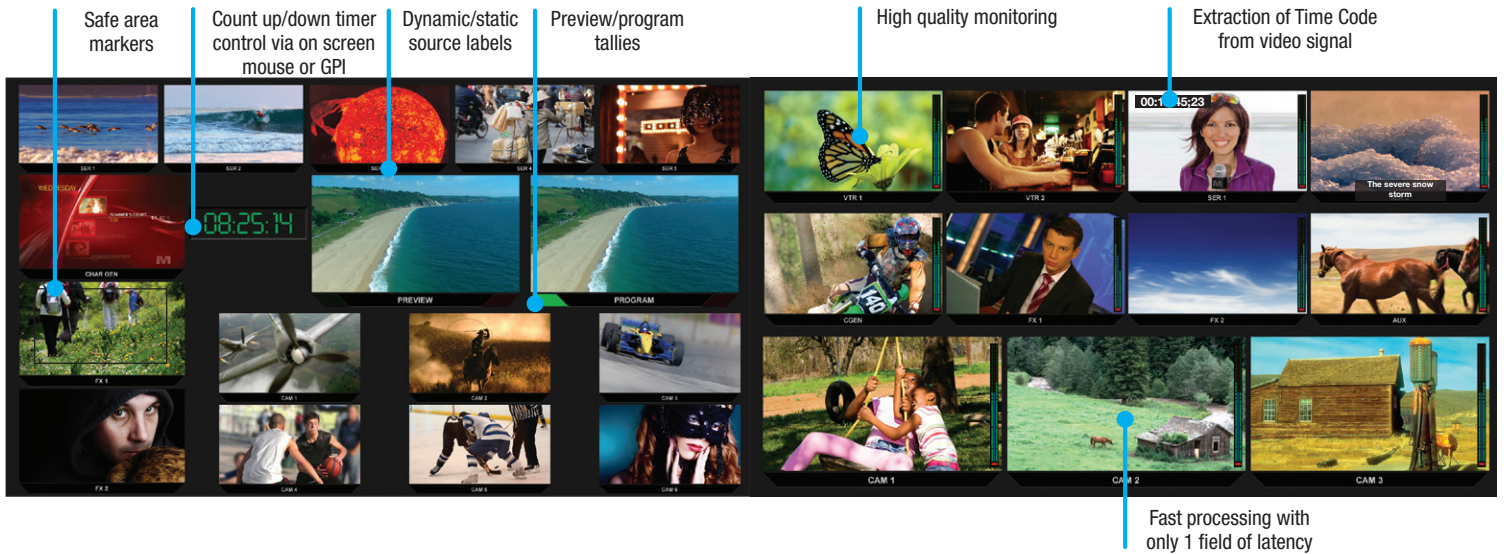 Safe area
markers
Count up/down timer
control via on screen
mouse or GPI
Dynamic/static
source labels
Preview/program
tallies
High quality monitoring
Extraction of Time Code
from video signal
SER 1
SER 2
SER 4
SER 5
WEDNESDAY
08:25:14
CHAR GEN
PREVIEW
PROGRAM
FX 1
CAM 1
CAM 2
CAM 3
FX 2
CAM 4
CAM 5
CAM 6
45;23
VTR 1
VTR 2
SER 1
The severe snow
storm
140
CGEN
FX 1
FX 2
AUX
CAM 1
CAM 2
CAM 3
Fast processing with
only 1 field of latency